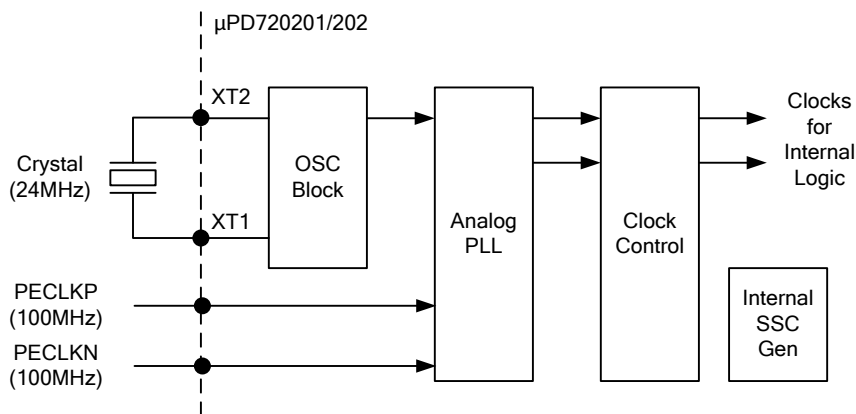 µPD720201/202
XT2
Crystal
(24MHz)
OSC
Block
XT1
Analog
PLL
Clock
Control
Clocks
for
Internal
Logic
PECLKP
(100MHz)
PECLKN
(100MHz)
Internal
SSC
Gen